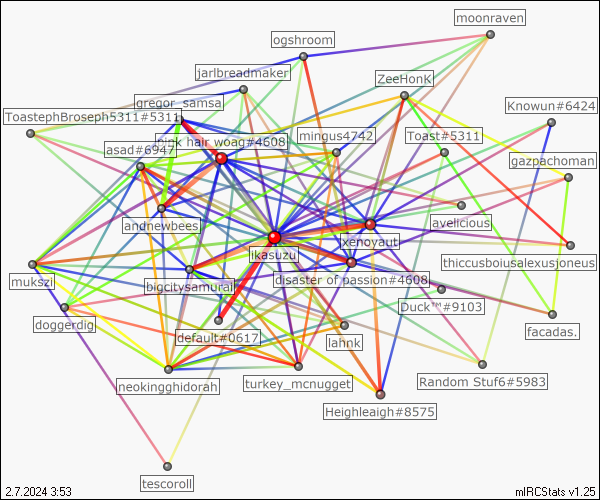 moonraven
ogshroom
jarlbreadmaker
ZeeHonK
gregor_samsa
Knowun#6424
ToastephBroseph5311#5311
pink hair woag#4608
mingus4742
Toast#5311
asad#6947
gazpachoman
andnewbees
avelicious
ikasuzu
xenoyaut
thiccusboiusalexusjoneus
mukszi
bigcitysamurai
disaster of passion#4608
Duck™#9103
doggerdig
default#0617
lahnk
facadas.
neokingghidorah
turkey_mcnugget
Random Stuf6#5983
Heighleigh#8575
tescoroll
2.7.2024 3:53
mIRCStats v1.25